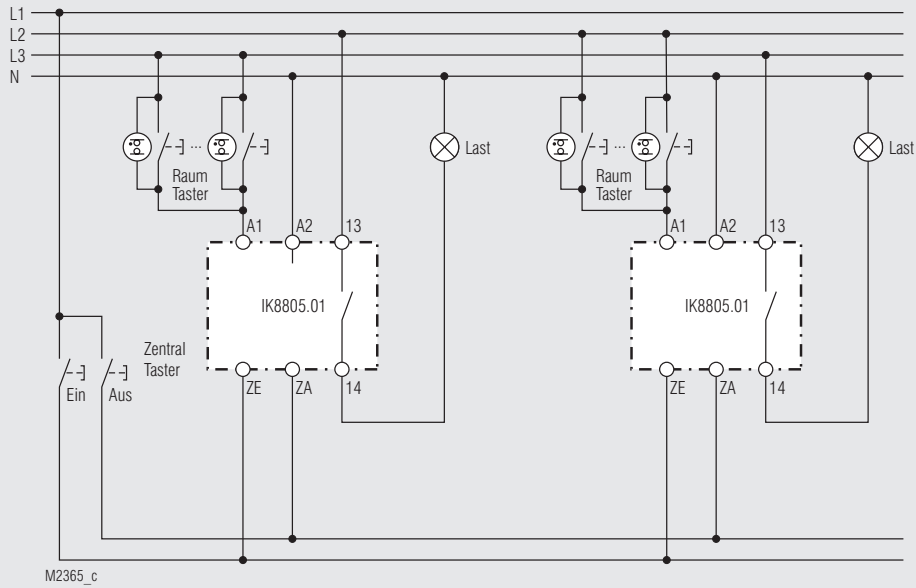 L1
L2
L3
N
Last
Last
Raum
Taster
Raum
Taster
A1
A2
13
A1
A2
13
IK8805.01
IK8805.01
Zentral
Taster
Ein
Aus
ZE
ZA
14
ZE
ZA
14
M2365_c